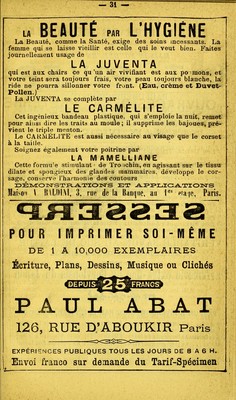 — 31 —
LA BEAUTÉ PAR L'HYGIÈNE
La Beauté, comme la Santé, exige des soins incessants. La
femme qui se laisse vieillir est celle qui le veut bien. Faites
journellement usage de
LA JUVENTA
qui est aux chairs ce qu'un air vivifiant est aux poumons, et
votre teint sera toujours clair, votre peau toujours blanche, la
ride ne pourra sillonner votre front. (Eau, crème et Duvet-
Pollen.)
La JUVENTA se complète par
LE CARMÉLITE
Cet ingénieux bandeau plastique, qui s'emploie la nuit, remet
pour ainsi dire les traits au moule; il supprime les bajoues, pré-
vient le triple menton.
Le CARMÉLITE est aussi nécessaire au visage que le corset
à la taille.
Soignez également votre poitrine par
LA MAMELLIANE
Cette formule stimulante de Tronchin, en agissant sur le tissu
dilate et spongieux des glandes mammaires, développe le cor-
sage, conserve l'harmonie des contours
DÉMONSTRATIONS ET APPLICATIONS
Maison A. BALDINI, 3, rue de la Banque, au 1er étage, Paris.
PRESSES
POUR IMPRIMER SOI-MÊME
DE 1 A 10,000 EXEMPLAIRES
Écriture, Plans, Dessins, Musique ou Clichés
DEPUIS 25 FRANCS
PAUL ABAT
126, RUE D'ABOUKIR Paris
EXPÉRIENCES PUBLIQUES TOUS LES JOURS DE 8 A 6 H.
Envoi franco sur demande du Tarif-Spécimen